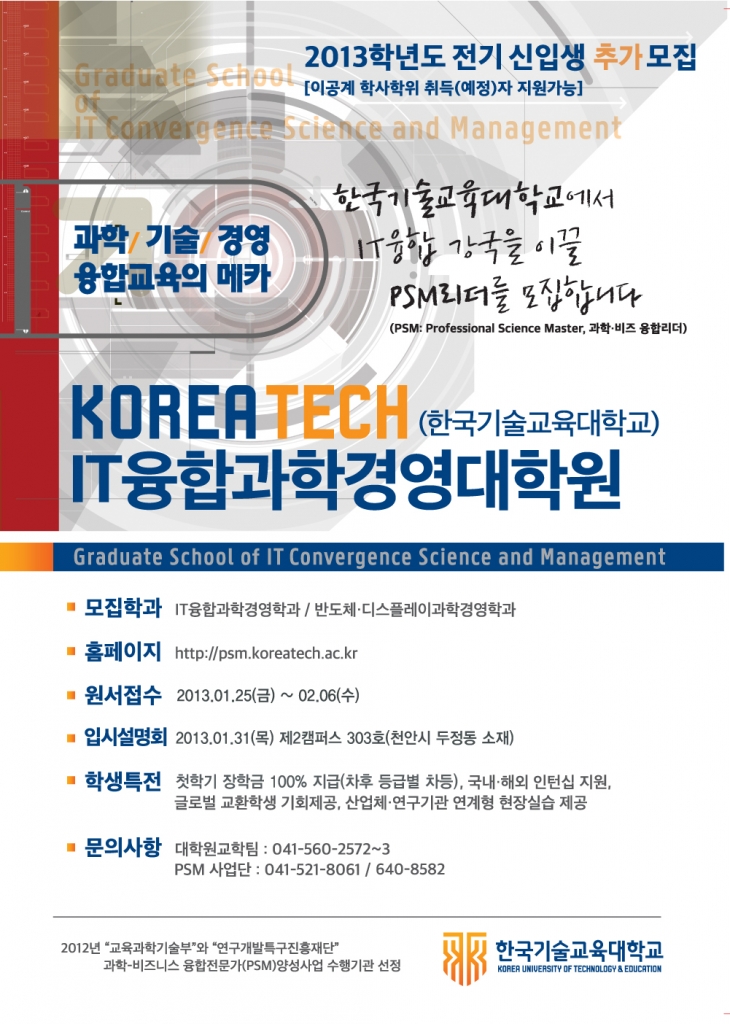 2013학년도 전기 신입생 추가 모집
[이공계 학사학위 취득(예정)자 지원가능]
Graduate School
of
IT Convergence Science and Management
한국기술교육대학교에서
IT융합 강국을 이끌
PSM리더를 모집합니다
(PSM: Professional Science Master, 과학·비즈 융합리더)
과학/기술/경영
융합교육의 메카
KOREATECH (한국기술교육대학교)
IT융합과학경영대학원
Graduate School of IT Convergence Science and Management
모집학과 IT융합과학경영학과 / 반도체·디스플레이과학경영학과
홈페이지 http://psm.koreatech.ac.kr
원서접수 2013.01.25(금) ~ 02.06(수)
입시설명회 2013.01.31(목) 제2캠퍼스 303호(천안시 두정동 소재)
학생특전 첫학기 장학금 100% 지급(차후 등급별 차등), 국내·해외 인턴십 지원,
글로벌 교환학생 기회제공, 산업체·연구기관 연계형 현장실습 제공
문의사항 대학원교학팀 : 041-560-2572~3
PSM 사업단 : 041-521-8061 / 640-8582
2012년 “교육과학기술부”와 “연구개발특구진흥재단”
과학-비즈니스 융합전문가(PSM)양성사업 수행기관 선정
한국기술교육대학교
KOREA UNIVERSITY OF TECHNOLOGY & EDUCATION